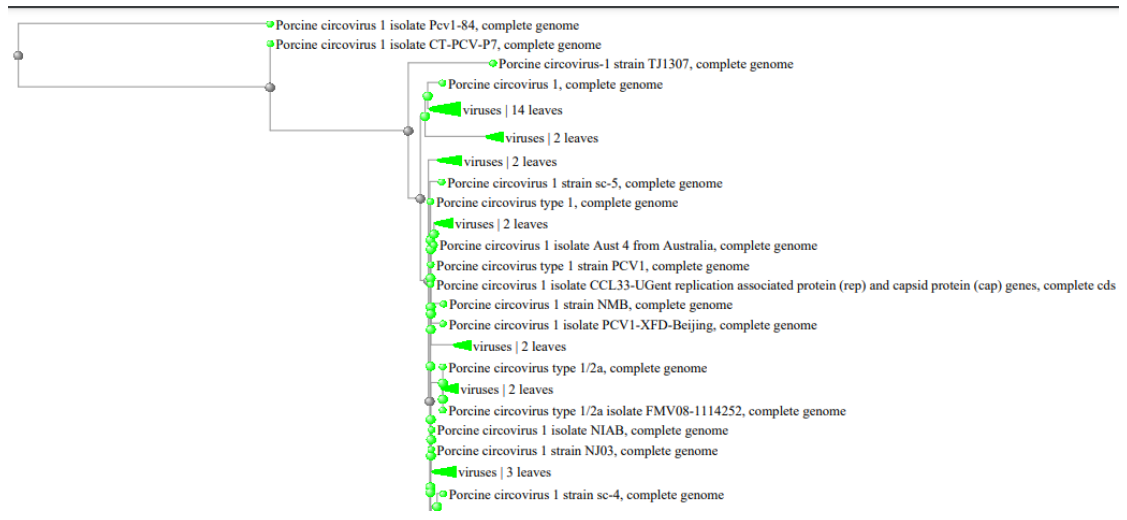 Porcine circovirus 1 isolate Pcv1-84, complete genome
Porcine circovirus 1 isolate CT-PCV-P7, complete genome
Porcine circovirus-1 strain TJ1307, complete genome
Porcine circovirus 1, complete genome
viruses | 14 leaves
viruses | 2 leaves
viruses | 2 leaves
Porcine circovirus 1 strain sc-5, complete genome
Porcine circovirus type 1, complete genome
viruses | 2 leaves
Porcine circovirus 1 isolate Aust 4 from Australia, complete genome
Porcine circovirus type 1 strain PCV1, complete genome
Porcine circovirus 1 isolate CCL33-UGent replication associated protein (rep) and capsid protein (cap) genes, complete cds
Porcine circovirus 1 strain NMB, complete genome
Porcine circovirus 1 isolate PCV1-XFD-Beijing, complete genome
viruses | 2 leaves
Porcine circovirus type 1/2a, complete genome
viruses | 2 leaves
Porcine circovirus type 1/2a isolate FMV08-1114252, complete genome
Porcine circovirus 1 isolate NIAB, complete genome
Porcine circovirus 1 strain NJ03, complete genome
viruses | 3 leaves
Porcine circovirus 1 strain sc-4, complete genome